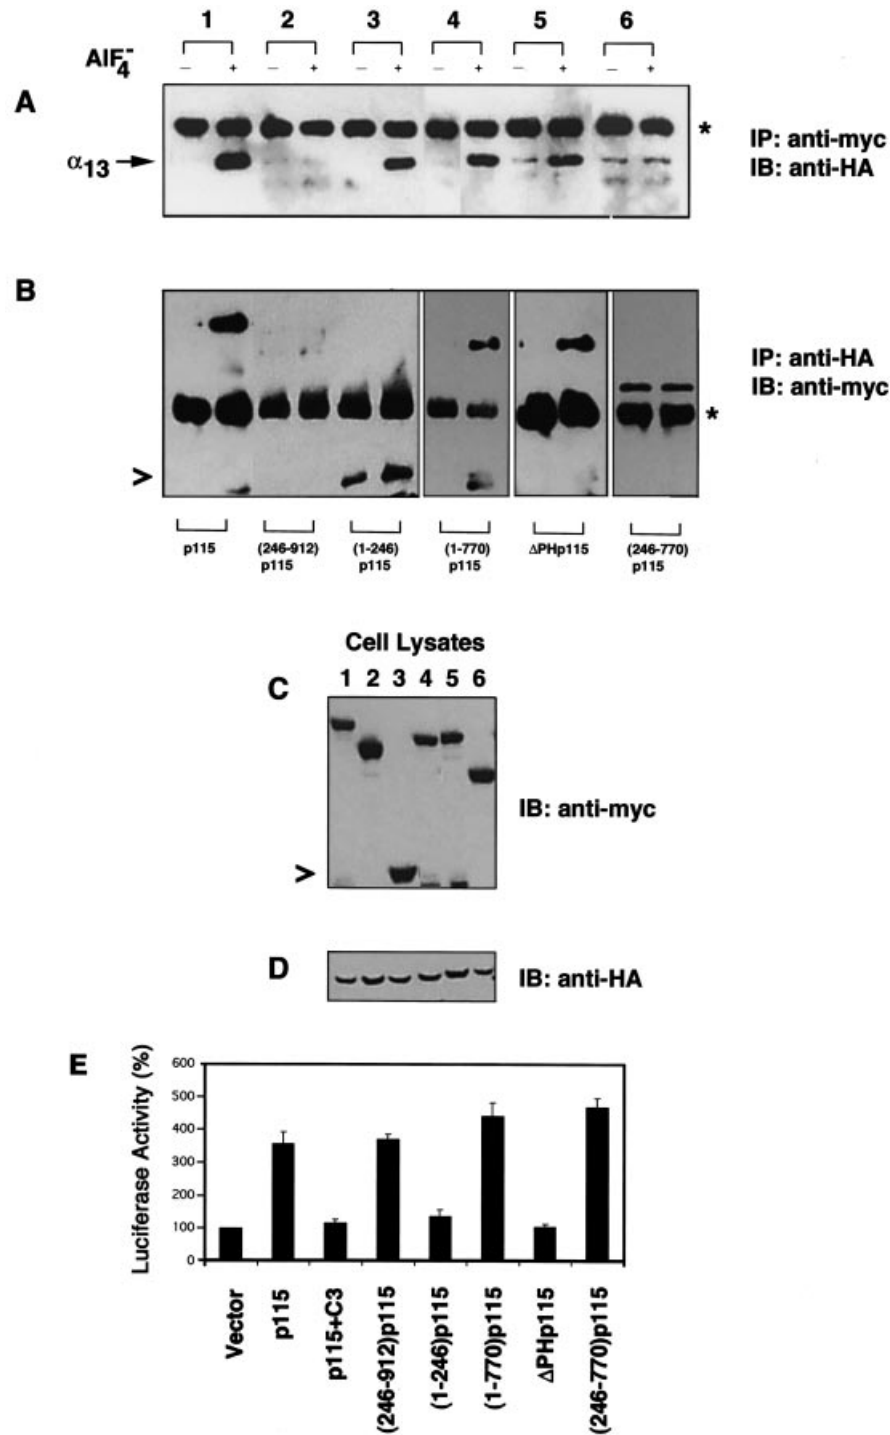 1 2 3 4 5 6
AlF4-
– + – + – + – + – + – +
A
*
IP: anti-myc
IB: anti-HA
α13
B
IP: anti-HA
IB: anti-myc
*
>
p115 (246-912) p115 (1-246) p115 (1-770) p115 ΔPHp115 (246-770) p115
Cell Lysates
C
1 2 3 4 5 6
IB: anti-myc
>
D
IB: anti-HA
E
Luciferase Activity (%)
600
500
400
300
200
100
0
Vector
p115
p115+C3
(246-912)p115
(1-246)p115
(1-770)p115
ΔPHp115
(246-770)p115